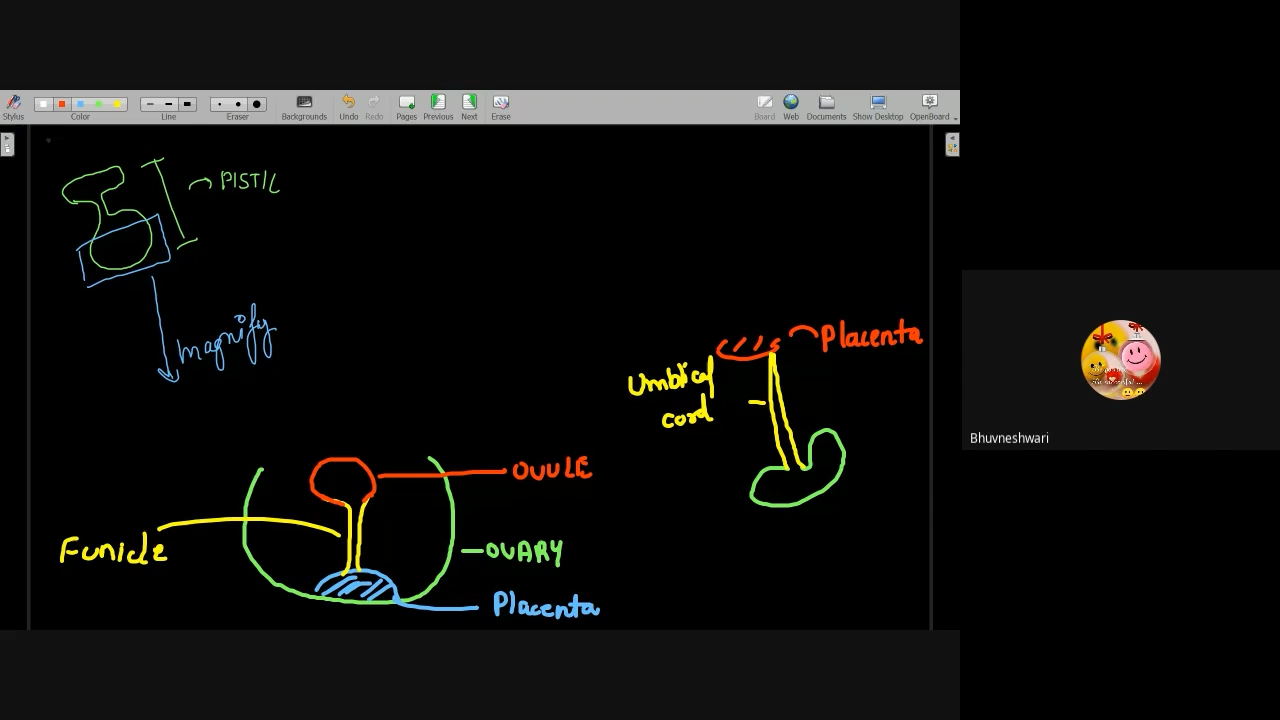 Stylus
Color
Line
Eraser
Backgrounds
Undo
Redo
Pages
Previous
Next
Erase
Board
Web
Documents
Show Desktop
OpenBoard
PISTIL
Magnify
Placenta
Umblical
cord
OVULE
Funicle
OVARY
Placenta
Bhuvneshwari